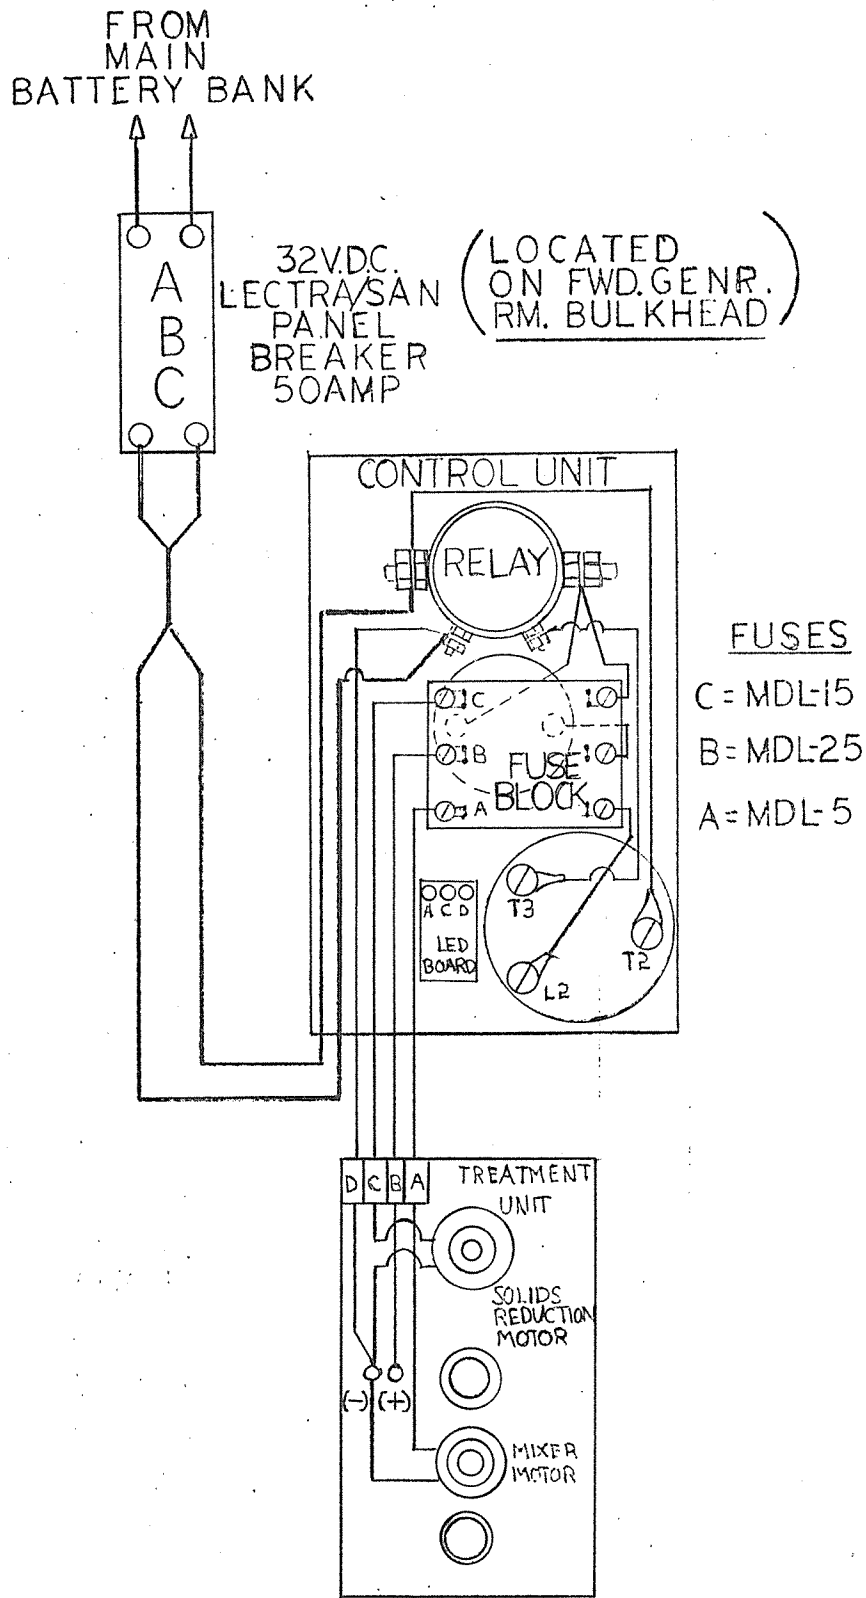 FROM
MAIN
BATTERY BANK
A
B
C
32V.D.C.
LECTRA/SAN
PANEL
BREAKER
50AMP
(LOCATED
ON FWD.GENR.
RM. BULKHEAD)
CONTROL UNIT
RELAY
FUSES
C=MDL-15
B=MDL-25
A=MDL-5
C
B
A
FUSE
BLOCK
A C D
LED
BOARD
T3
T2
L2
D C B A
TREATMENT
UNIT
SOLIDS
REDUCTION
MOTOR
(-) (+)
MIXER
MOTOR